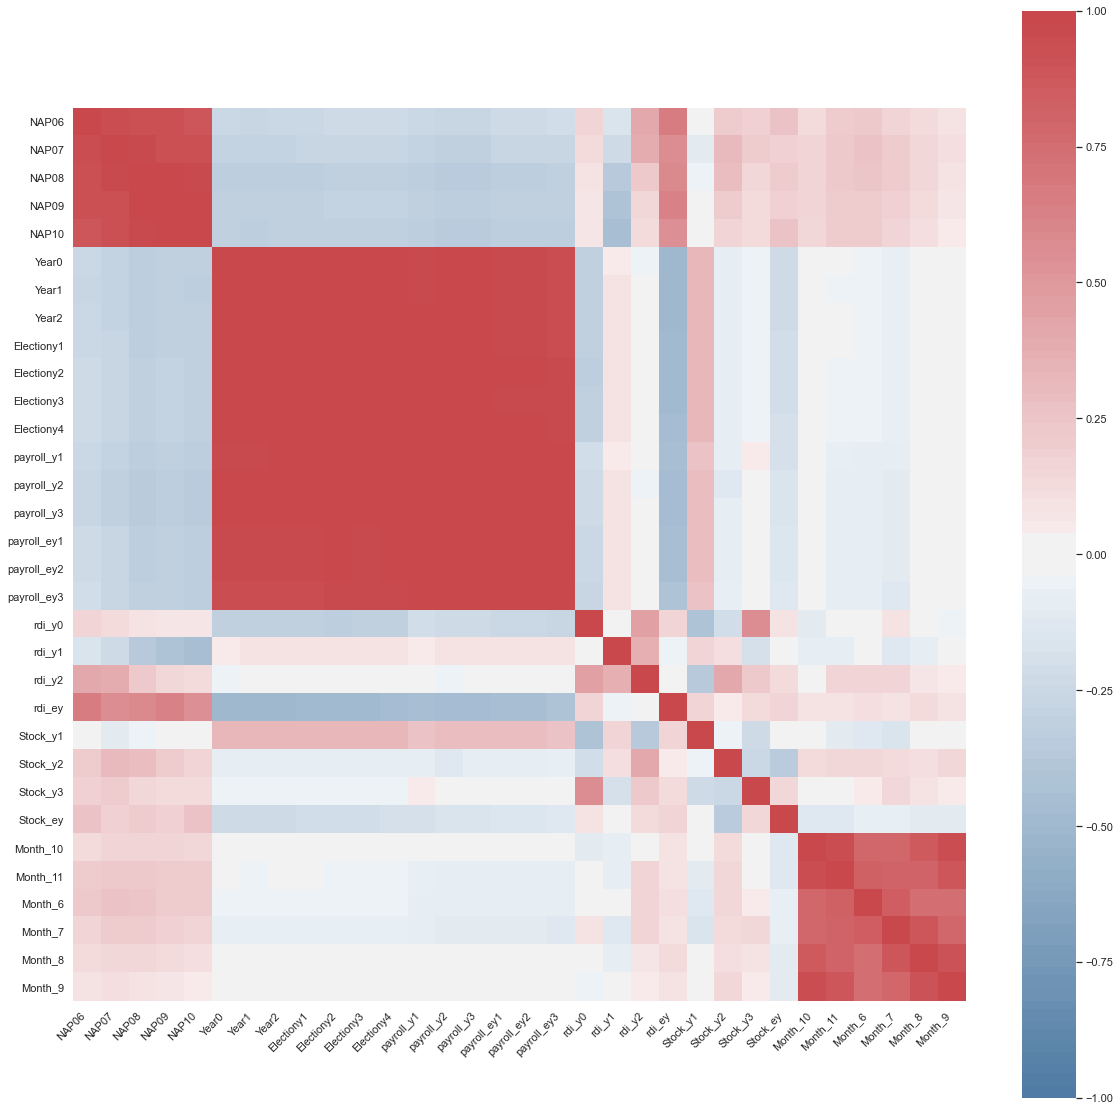 NAP06
NAP07
NAP08
NAP09
NAP10
Year0
Year1
Year2
Electiony1
Electiony2
Electiony3
Electiony4
payroll_y1
payroll_y2
payroll_y3
payroll_ey1
payroll_ey2
payroll_ey3
rdi_y0
rdi_y1
rdi_y2
rdi_ey
Stock_y1
Stock_y2
Stock_y3
Stock_ey
Month_10
Month_11
Month_6
Month_7
Month_8
Month_9
NAP06 NAP07 NAP08 NAP09 NAP10 Year0 Year1 Year2 Electiony1 Electiony2 Electiony3 Electiony4 payroll_y1 payroll_y2 payroll_y3 payroll_ey1 payroll_ey2 payroll_ey3 rdi_y0 rdi_y1 rdi_y2 rdi_ey Stock_y1 Stock_y2 Stock_y3 Stock_ey Month_10 Month_11 Month_6 Month_7 Month_8 Month_9
1.00
0.75
0.50
0.25
0.00
−0.25
−0.50
−0.75
−1.00